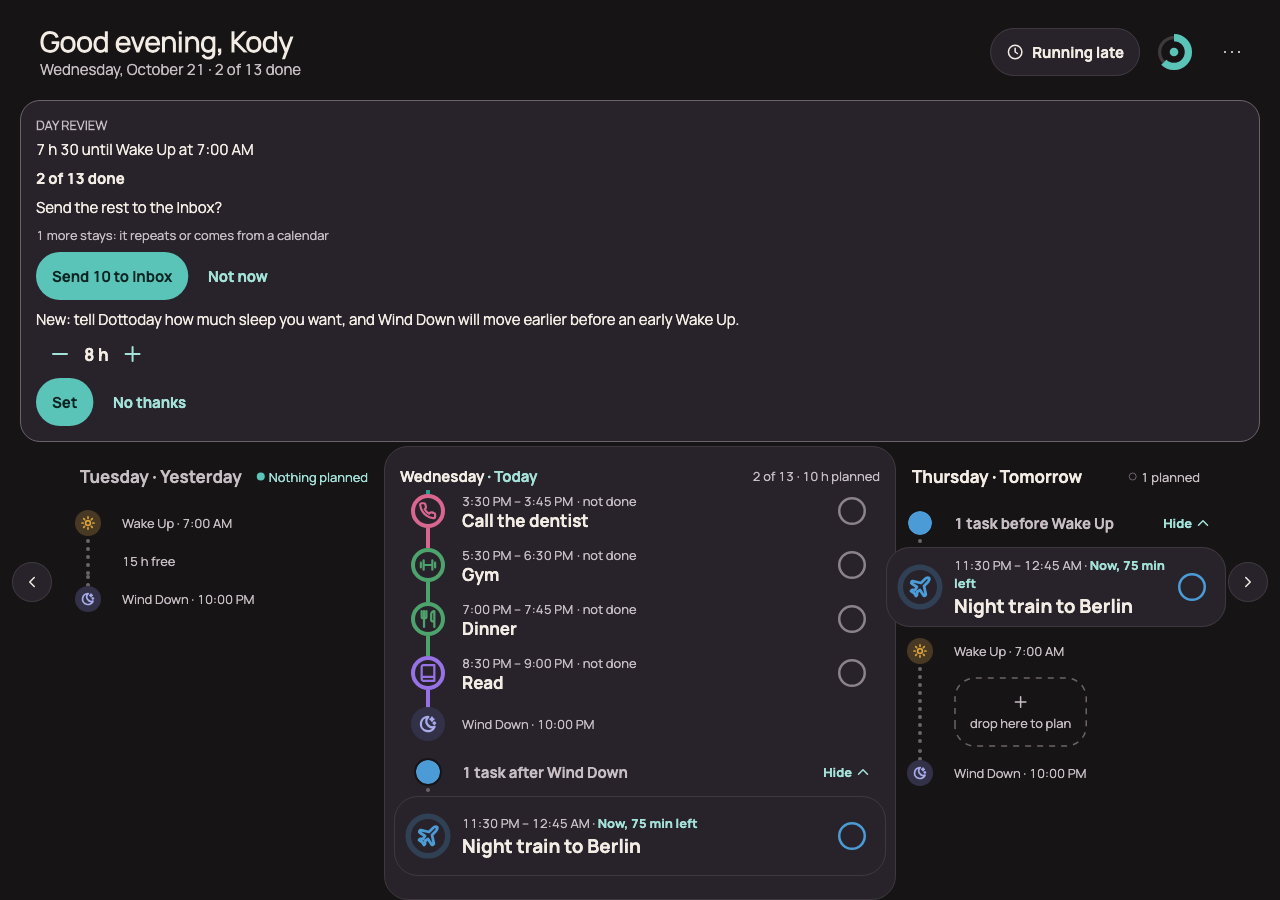 Good evening, Kody
Wednesday, October 21 · 2 of 13 done
Running late
DAY REVIEW
7 h 30 until Wake Up at 7:00 AM
2 of 13 done
Send the rest to the Inbox?
1 more stays: it repeats or comes from a calendar
Send 10 to Inbox
Not now
New: tell Dottoday how much sleep you want, and Wind Down will move earlier before an early Wake Up.
8 h
Set
No thanks
Tuesday · Yesterday
Nothing planned
Wake Up · 7:00 AM
15 h free
Wind Down · 10:00 PM
Wednesday · Today
2 of 13 · 10 h planned
3:30 PM – 3:45 PM · not done
Call the dentist
5:30 PM – 6:30 PM · not done
Gym
7:00 PM – 7:45 PM · not done
Dinner
8:30 PM – 9:00 PM · not done
Read
Wind Down · 10:00 PM
1 task after Wind Down
Hide
11:30 PM – 12:45 AM · Now, 75 min left
Night train to Berlin
Thursday · Tomorrow
1 planned
1 task before Wake Up
Hide
11:30 PM – 12:45 AM · Now, 75 min
left
Night train to Berlin
Wake Up · 7:00 AM
drop here to plan
Wind Down · 10:00 PM